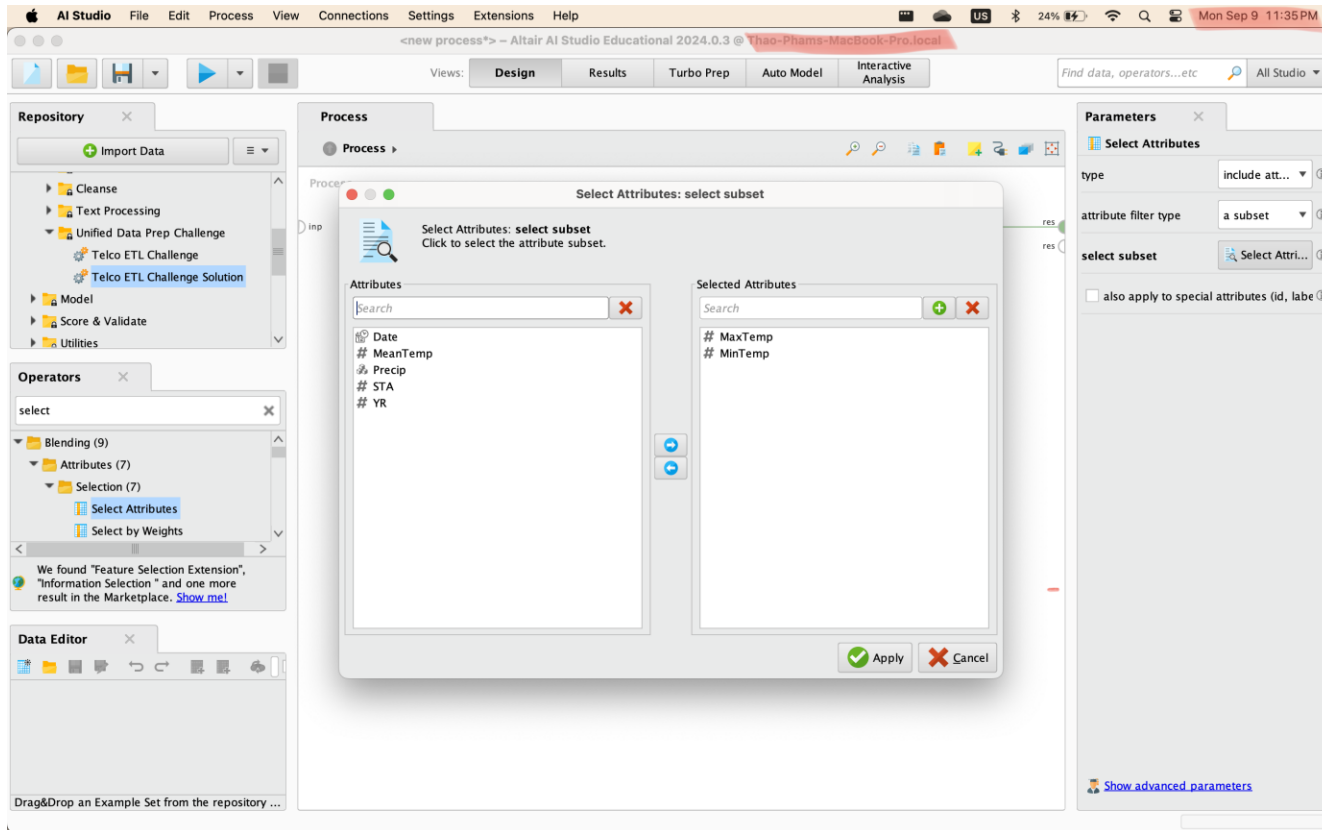 AI Studio File Edit Process View Connections Settings Extensions Help US 24% Mon Sep 9 11:35 PM
<new process*> – Altair AI Studio Educational 2024.0.3 @ Thao-Phams-MacBook-Pro.local
Views: Design Results Turbo Prep Auto Model Interactive Analysis Find data, operators...etc All Studio
Repository
Import Data
Cleanse
Text Processing
Unified Data Prep Challenge
Telco ETL Challenge
Telco ETL Challenge Solution
Model
Score & Validate
Utilities
Operators
select
Blending (9)
Attributes (7)
Selection (7)
Select Attributes
Select by Weights
We found "Feature Selection Extension",
"Information Selection " and one more
result in the Marketplace. Show me!
Data Editor
Drag&Drop an Example Set from the repository ...
Process
Process
Process
inp
res
res
Select Attributes: select subset
Select Attributes: select subset
Click to select the attribute subset.
Attributes
Search
Date
# MeanTemp
Precip
# STA
# YR
Selected Attributes
Search
# MaxTemp
# MinTemp
Apply
Cancel
Parameters
Select Attributes
type include att...
attribute filter type a subset
select subset Select Attri...
also apply to special attributes (id, labe
Show advanced parameters